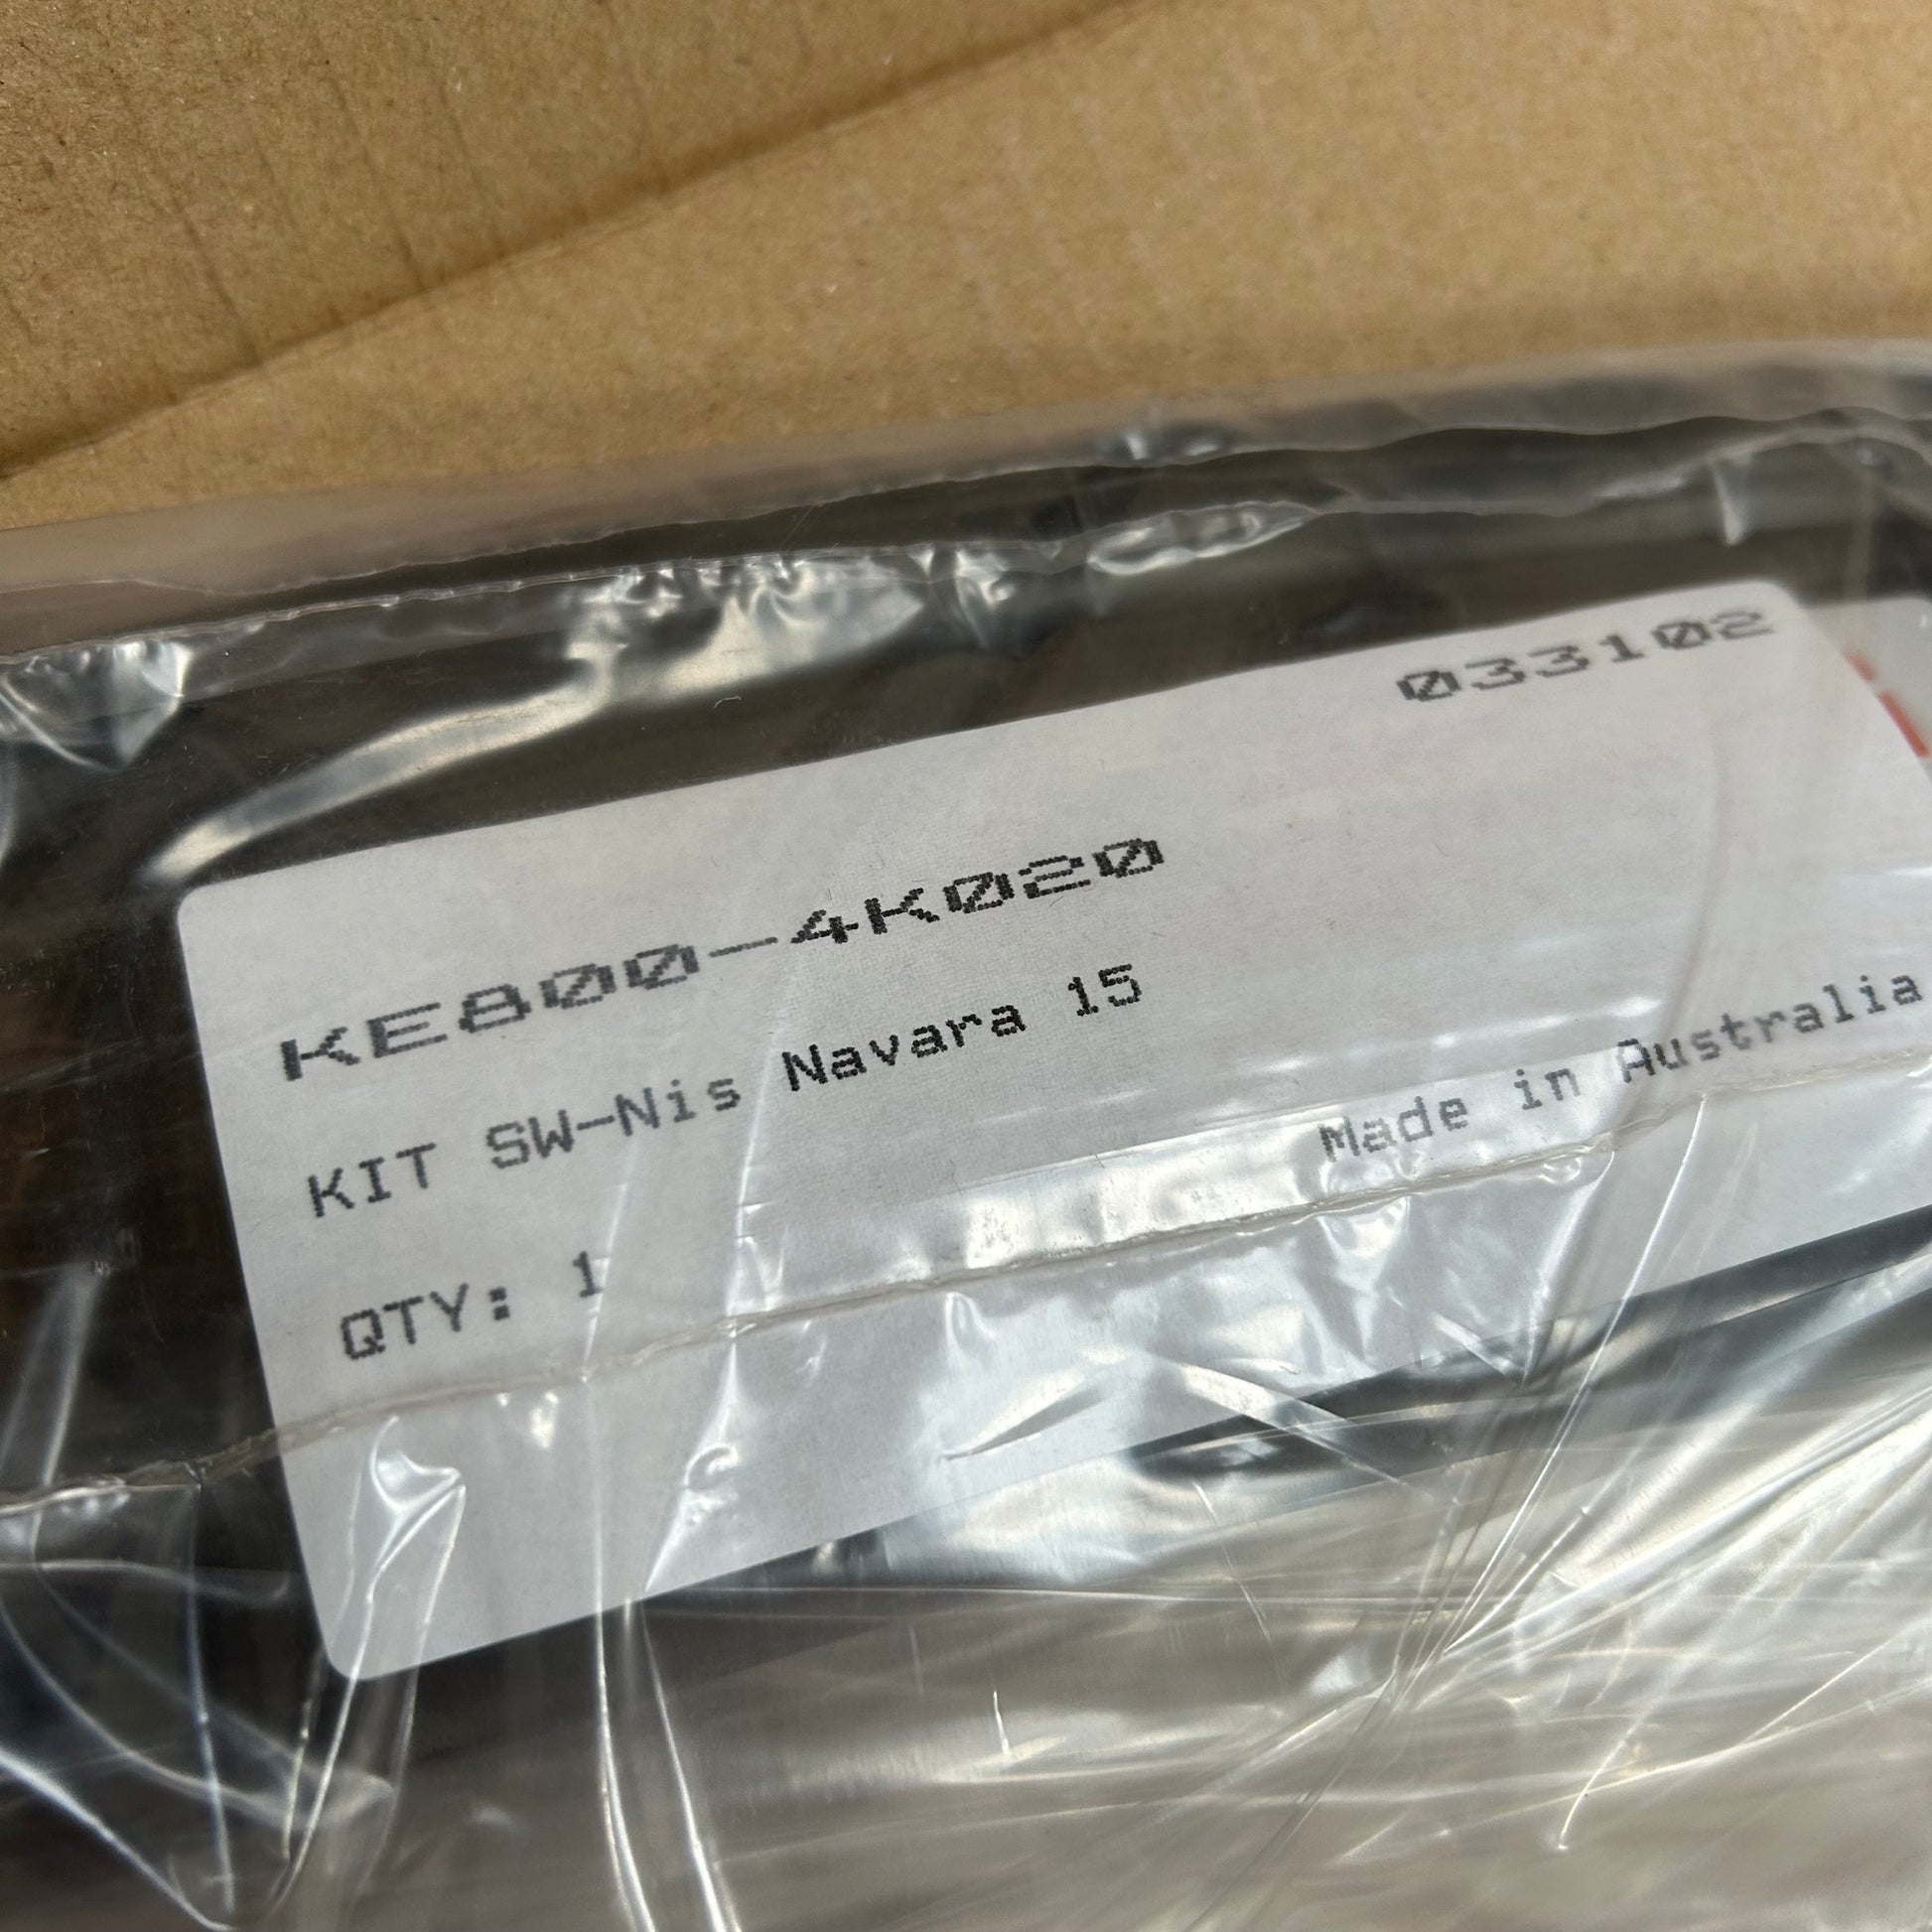 033102
KE800-4K020
KIT SW-Nis Navara 15
Made in Australia
QTY: 1